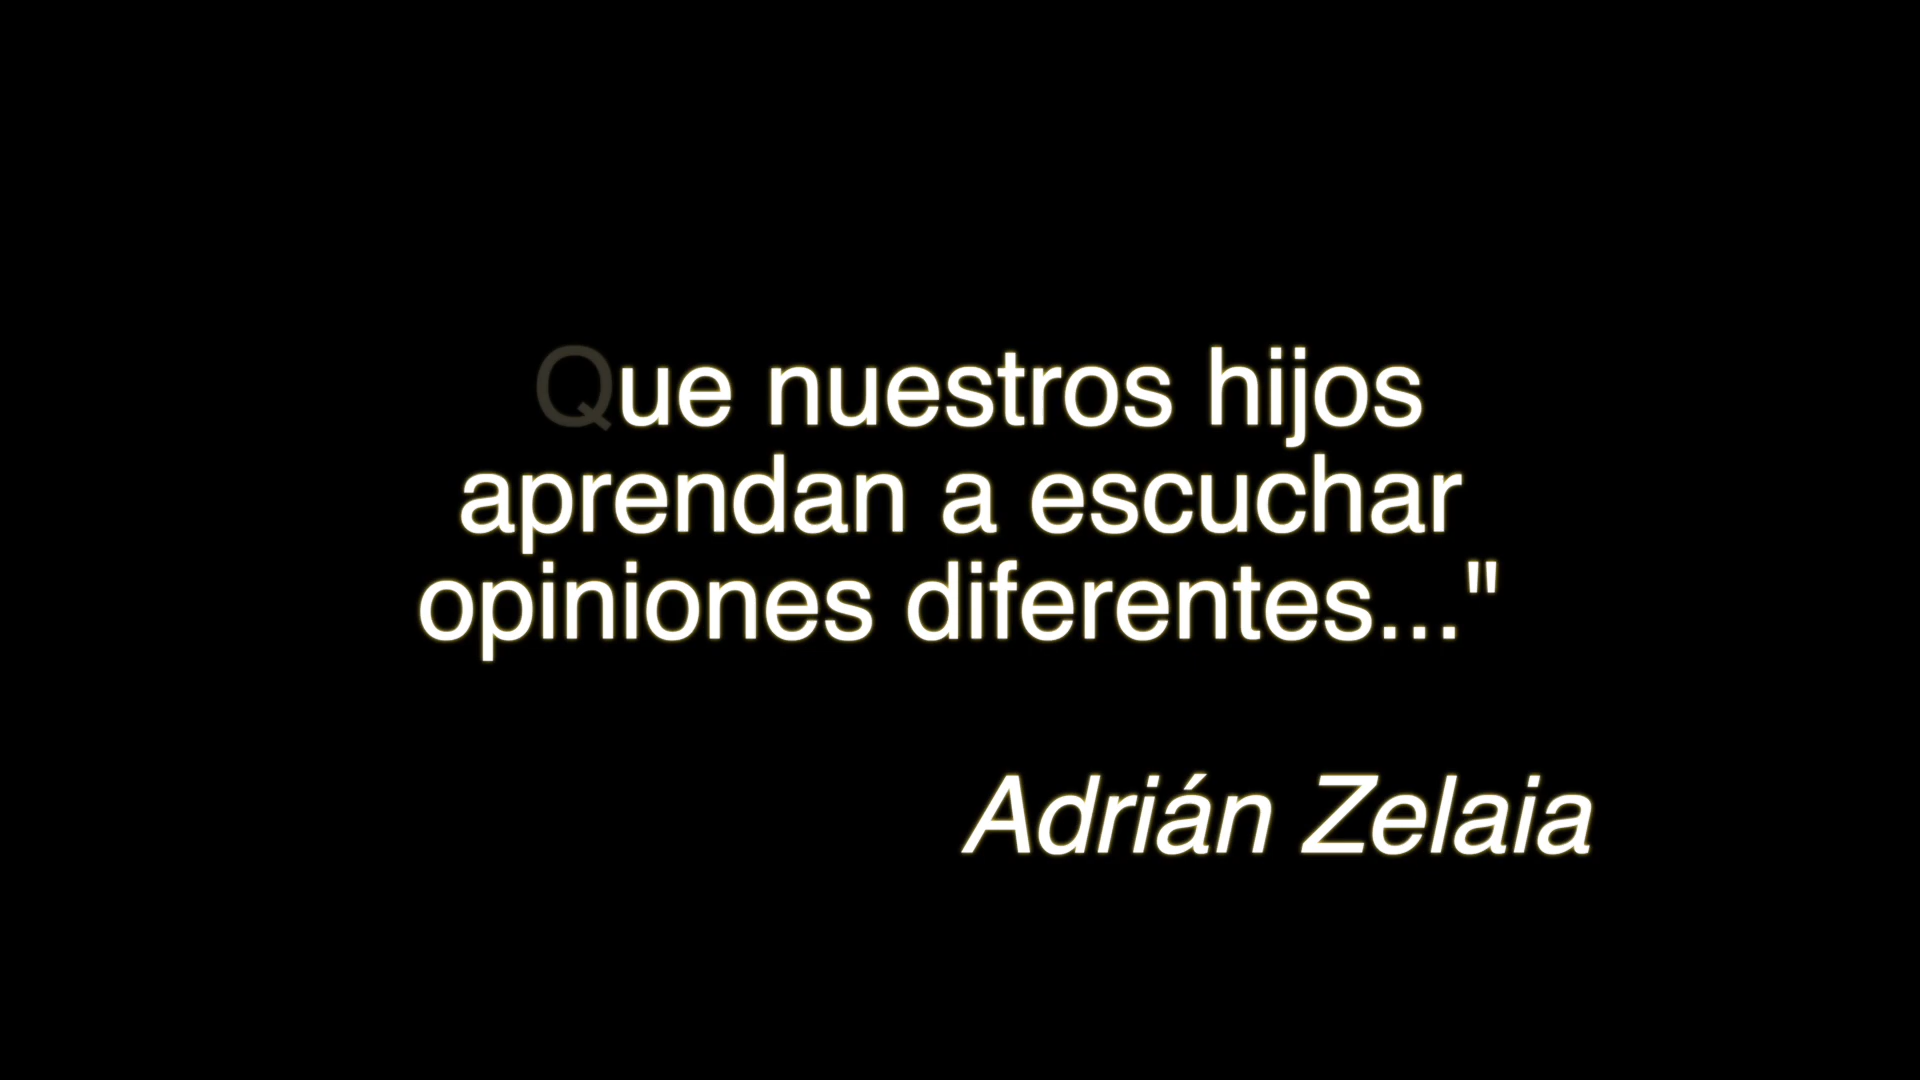 Que nuestros hijos
aprendan a escuchar
opiniones diferentes..."
Adrián Zelaia